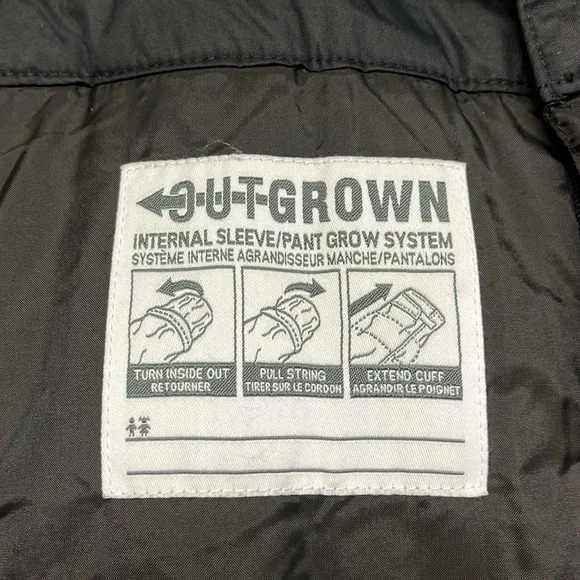 OUTGROWN
INTERNAL SLEEVE/PANT GROW SYSTEM
SYSTÈME INTERNE AGRANDISSEUR MANCHE/PANTALONS
TURN INSIDE OUT
RETOURNER
PULL STRING
TIRER SUR LE CORDON
EXTEND CUFF
AGRANDIR LE POIGNET